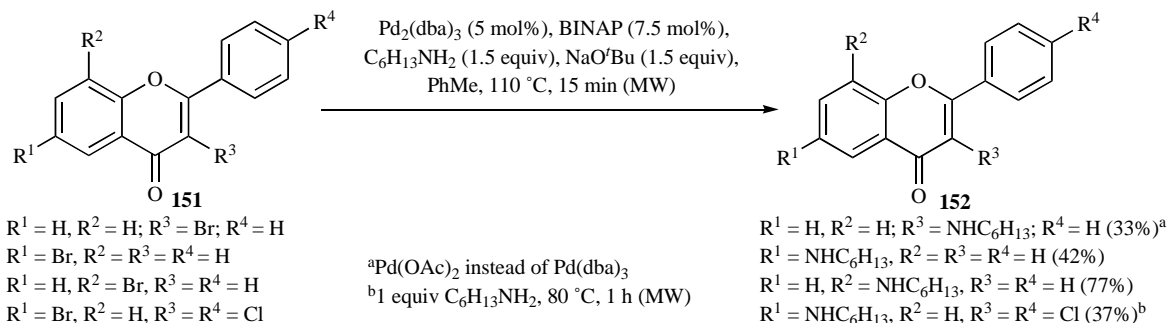 R² R⁴
O
R¹ R³
O
151
Pd₂(dba)₃ (5 mol%), BINAP (7.5 mol%),
C₆H₁₃NH₂ (1.5 equiv), NaOᵗBu (1.5 equiv),
PhMe, 110 ˚C, 15 min (MW)
R² R⁴
O
R¹ R³
O
152
R¹ = H, R² = H; R³ = Br; R⁴ = H
R¹ = Br, R² = R³ = R⁴ = H
R¹ = H, R² = Br, R³ = R⁴ = H
R¹ = Br, R² = H, R³ = R⁴ = Cl
ᵃPd(OAc)₂ instead of Pd(dba)₃
ᵇ1 equiv C₆H₁₃NH₂, 80 ˚C, 1 h (MW)
R¹ = H, R² = H; R³ = NHC₆H₁₃; R⁴ = H (33%)ᵃ
R¹ = NHC₆H₁₃, R² = R³ = R⁴ = H (42%)
R¹ = H, R² = NHC₆H₁₃, R³ = R⁴ = H (77%)
R¹ = NHC₆H₁₃, R² = H, R³ = R⁴ = Cl (37%)ᵇ